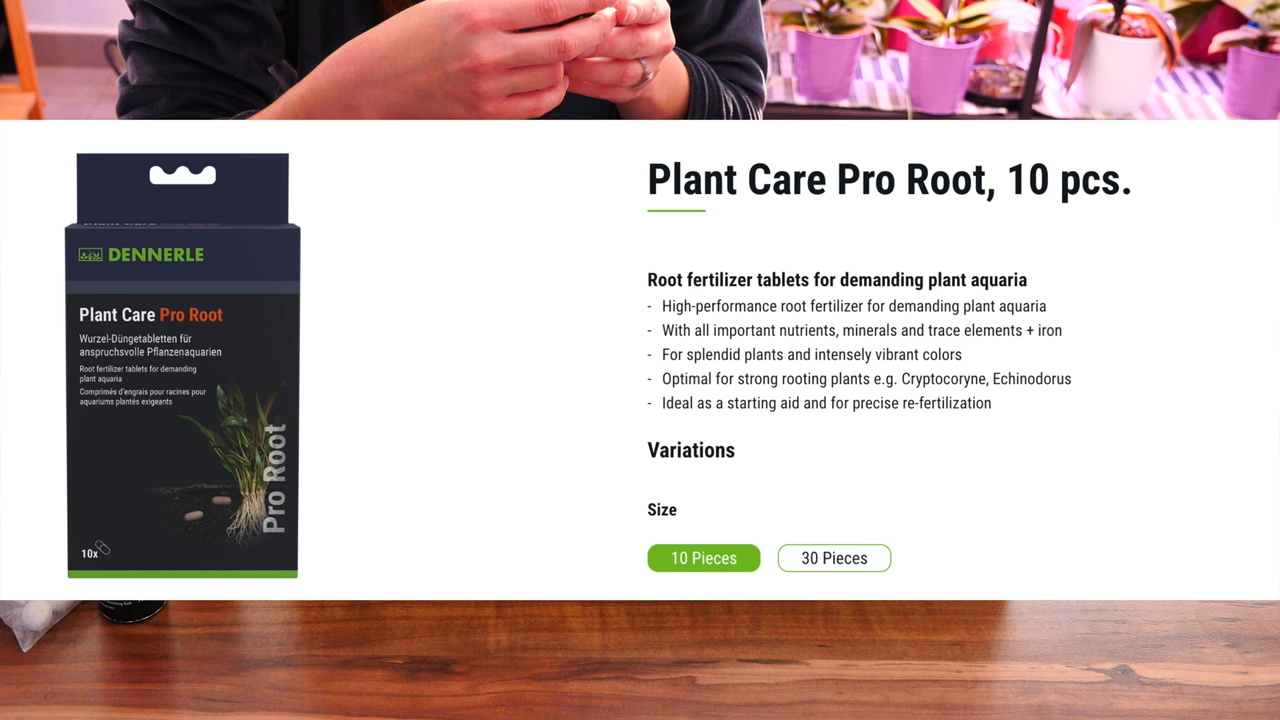 Plant Care Pro Root, 10 pcs.
DENNERLE
Plant Care Pro Root
Wurzel-Düngetabletten für
anspruchsvolle Pflanzenaquarien
Root fertilizer tablets for demanding
plant aquaria
Comprimés d'engrais pour racines pour
aquariums plantés exigeants
Pro Root
10x
Root fertilizer tablets for demanding plant aquaria
- High-performance root fertilizer for demanding plant aquaria
- With all important nutrients, minerals and trace elements + iron
- For splendid plants and intensely vibrant colors
- Optimal for strong rooting plants e.g. Cryptocoryne, Echinodorus
- Ideal as a starting aid and for precise re-fertilization
Variations
Size
10 Pieces
30 Pieces